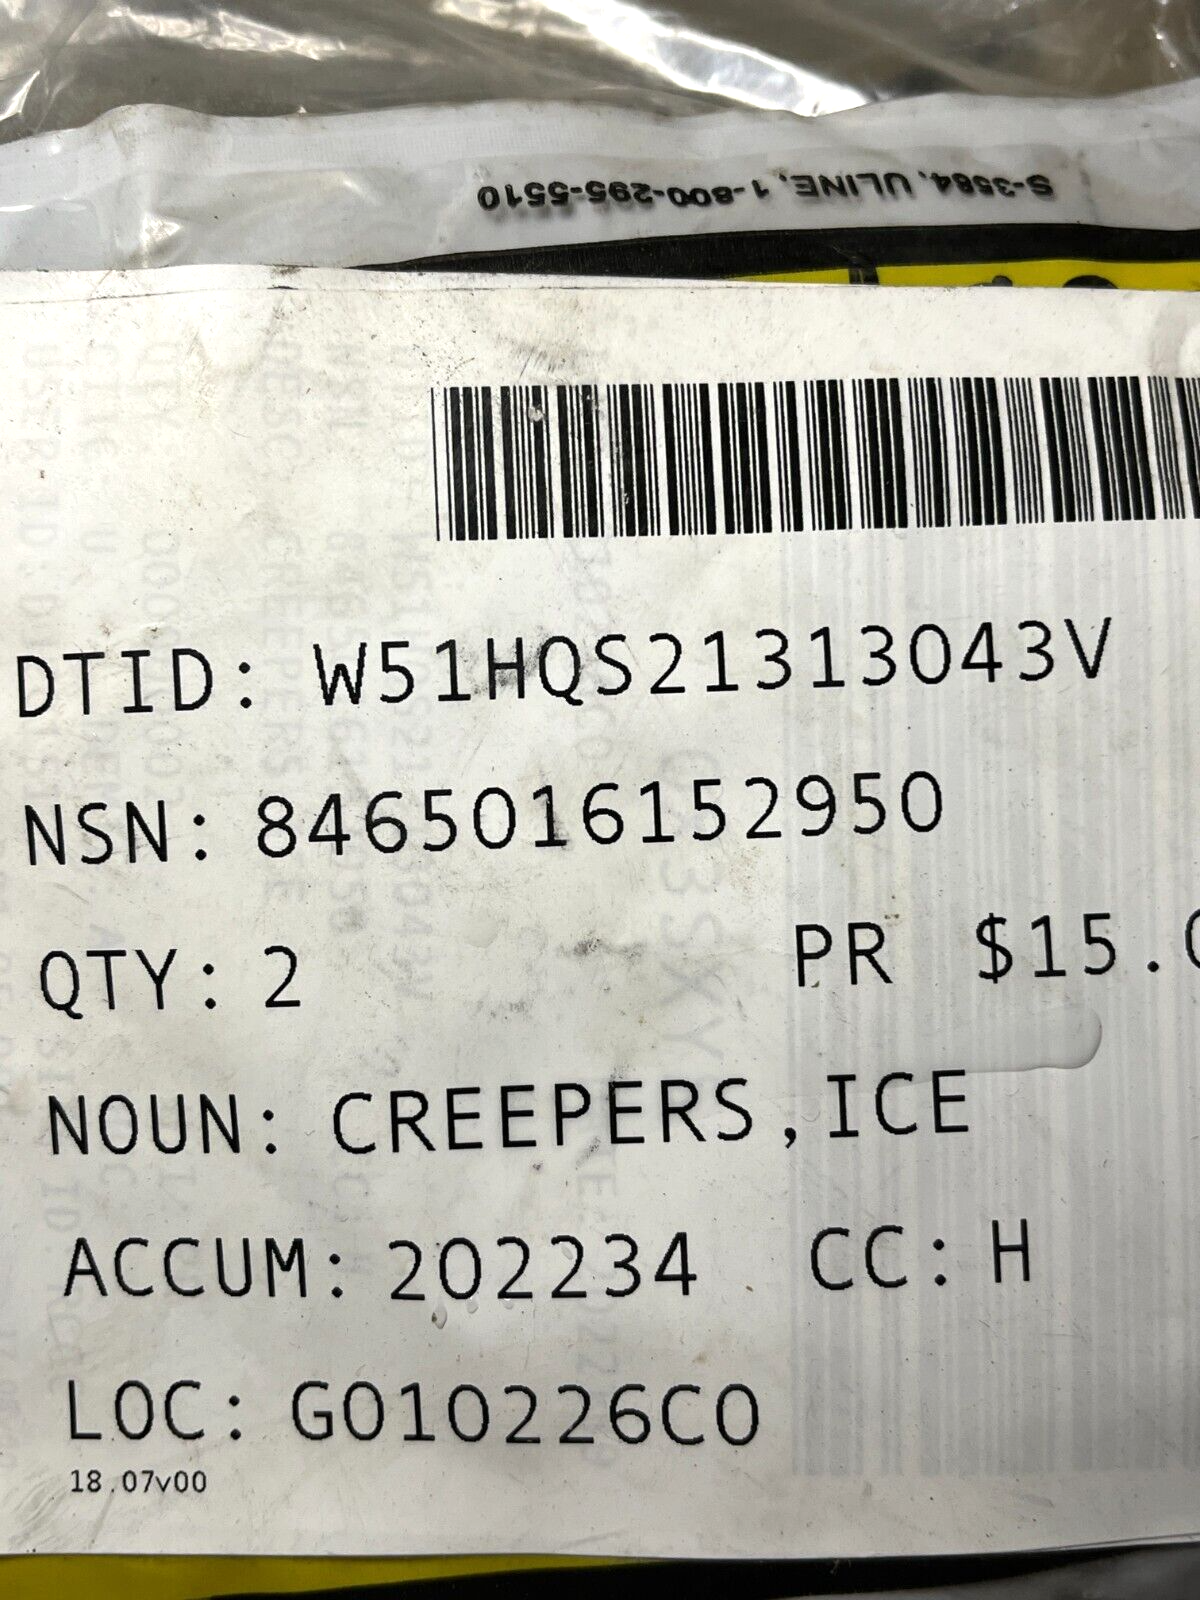 S-3584, ULINE, 1-800-295-5510
DTID: W51HQS21313043V
NSN: 8465016152950
QTY: 2 PR $15.
NOUN: CREEPERS,ICE
ACCUM: 202234 CC: H
LOC: G010226C0
18.07v00